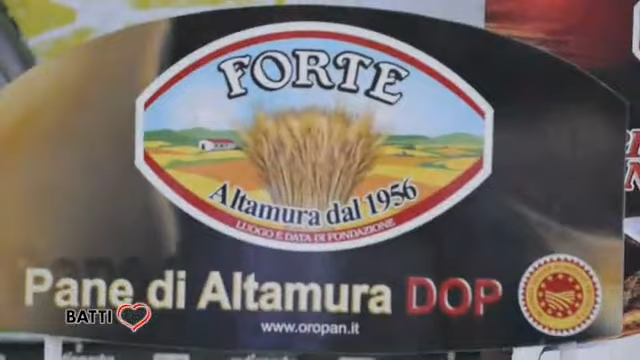 FORTE
Altamura dal 1956
LUOGO E DATA DI FONDAZIONE
Pane di Altamura DOP
BATTI
www.oropan.it